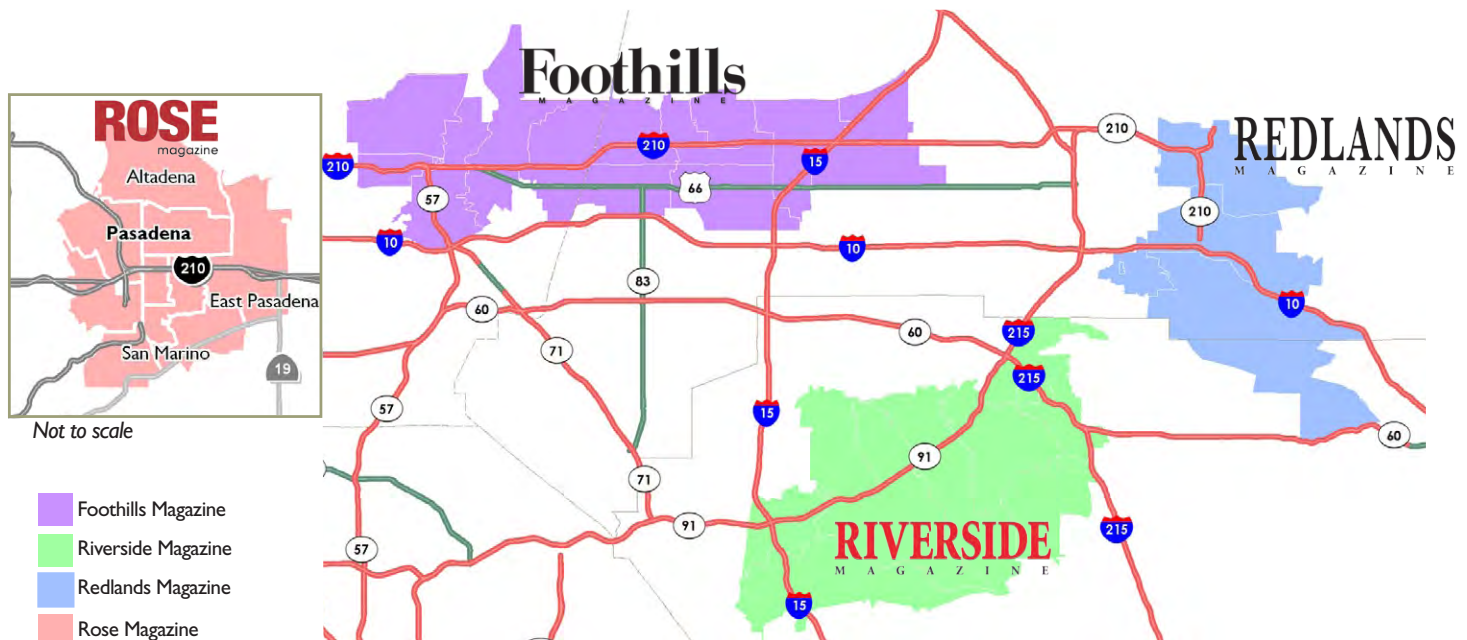 ROSE
magazine
Altadena
Pasadena
210
East Pasadena
San Marino
19
Not to scale
Foothills Magazine
Riverside Magazine
Redlands Magazine
Rose Magazine
Foothills
MAGAZINE
REDLANDS
MAGAZINE
210
210
210
15
66
57
210
10
10
83
10
60
60
215
71
215
57
15
60
91
71
91
215
57
RIVERSIDE
MAGAZINE
15